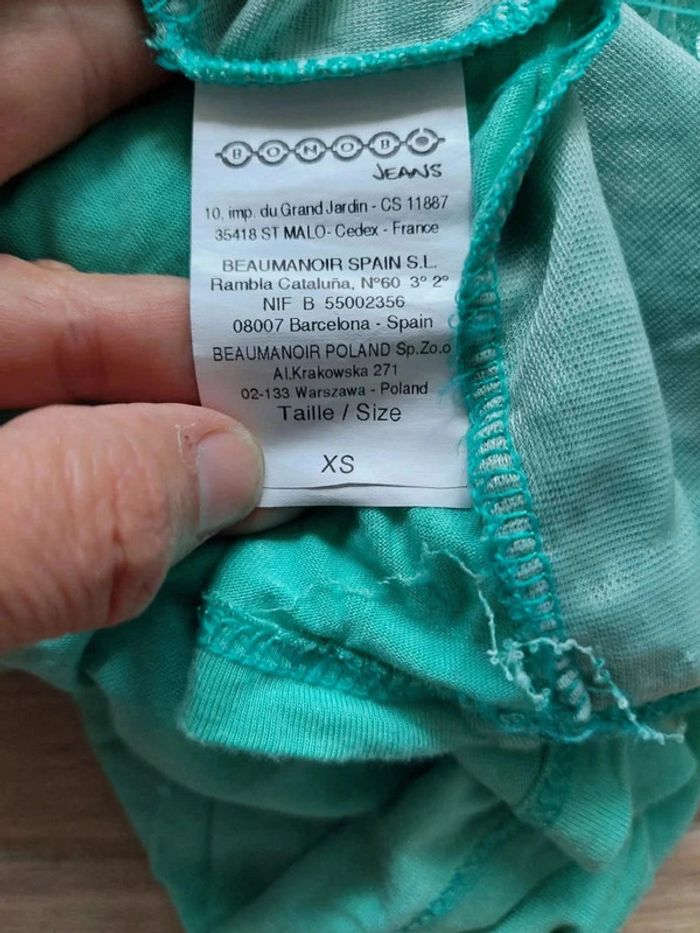 BONOBO
JEANS
10, imp. du Grand Jardin - CS 11887
35418 ST MALO- Cedex - France
BEAUMANOIR SPAIN S.L.
Rambla Cataluña, Nº60 3º 2º
NIF B 55002356
08007 Barcelona - Spain
BEAUMANOIR POLAND Sp.Zo.o
Al.Krakowska 271
02-133 Warszawa - Poland
Taille / Size
XS